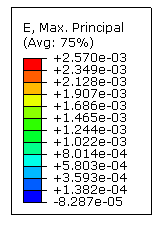 E, Max. Principal
(Avg: 75%)
+2.570e-03
+2.349e-03
+2.128e-03
+1.907e-03
+1.686e-03
+1.465e-03
+1.244e-03
+1.022e-03
+8.014e-04
+5.803e-04
+3.593e-04
+1.382e-04
-8.287e-05